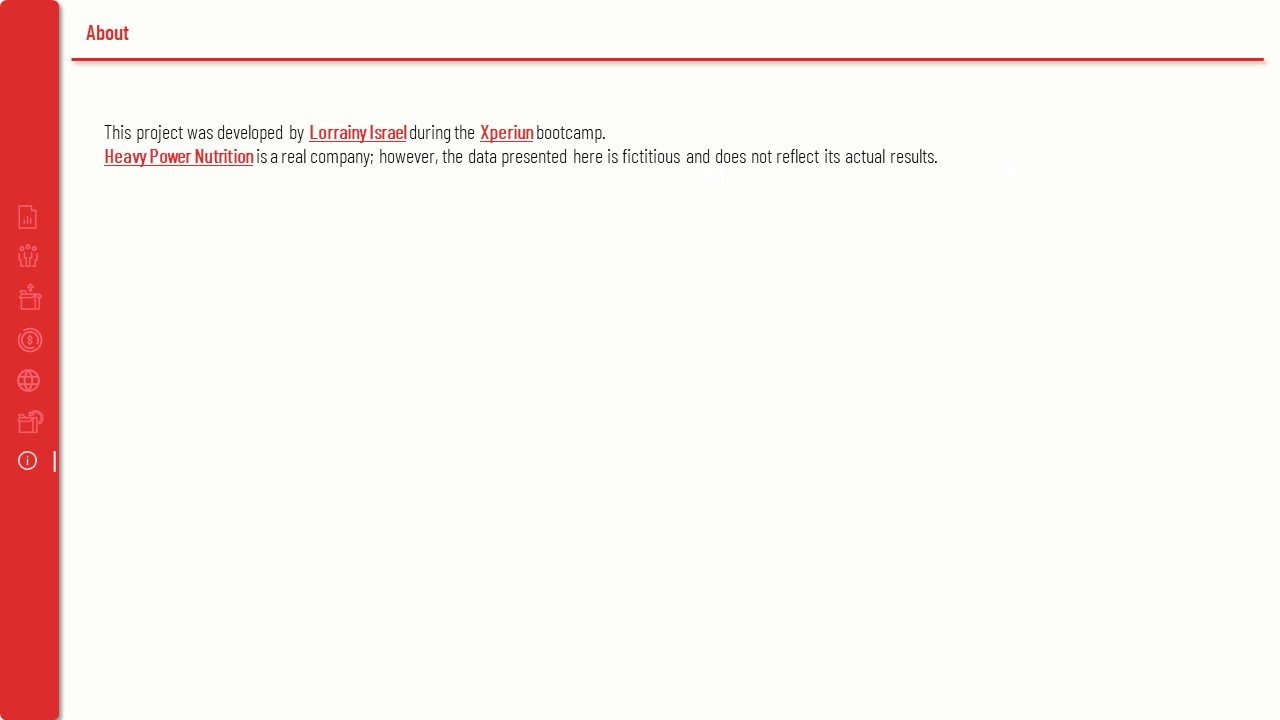 About
This project was developed by Lorrainy Israel during the Xperiun bootcamp.
Heavy Power Nutrition is a real company; however, the data presented here is fictitious and does not reflect its actual results.